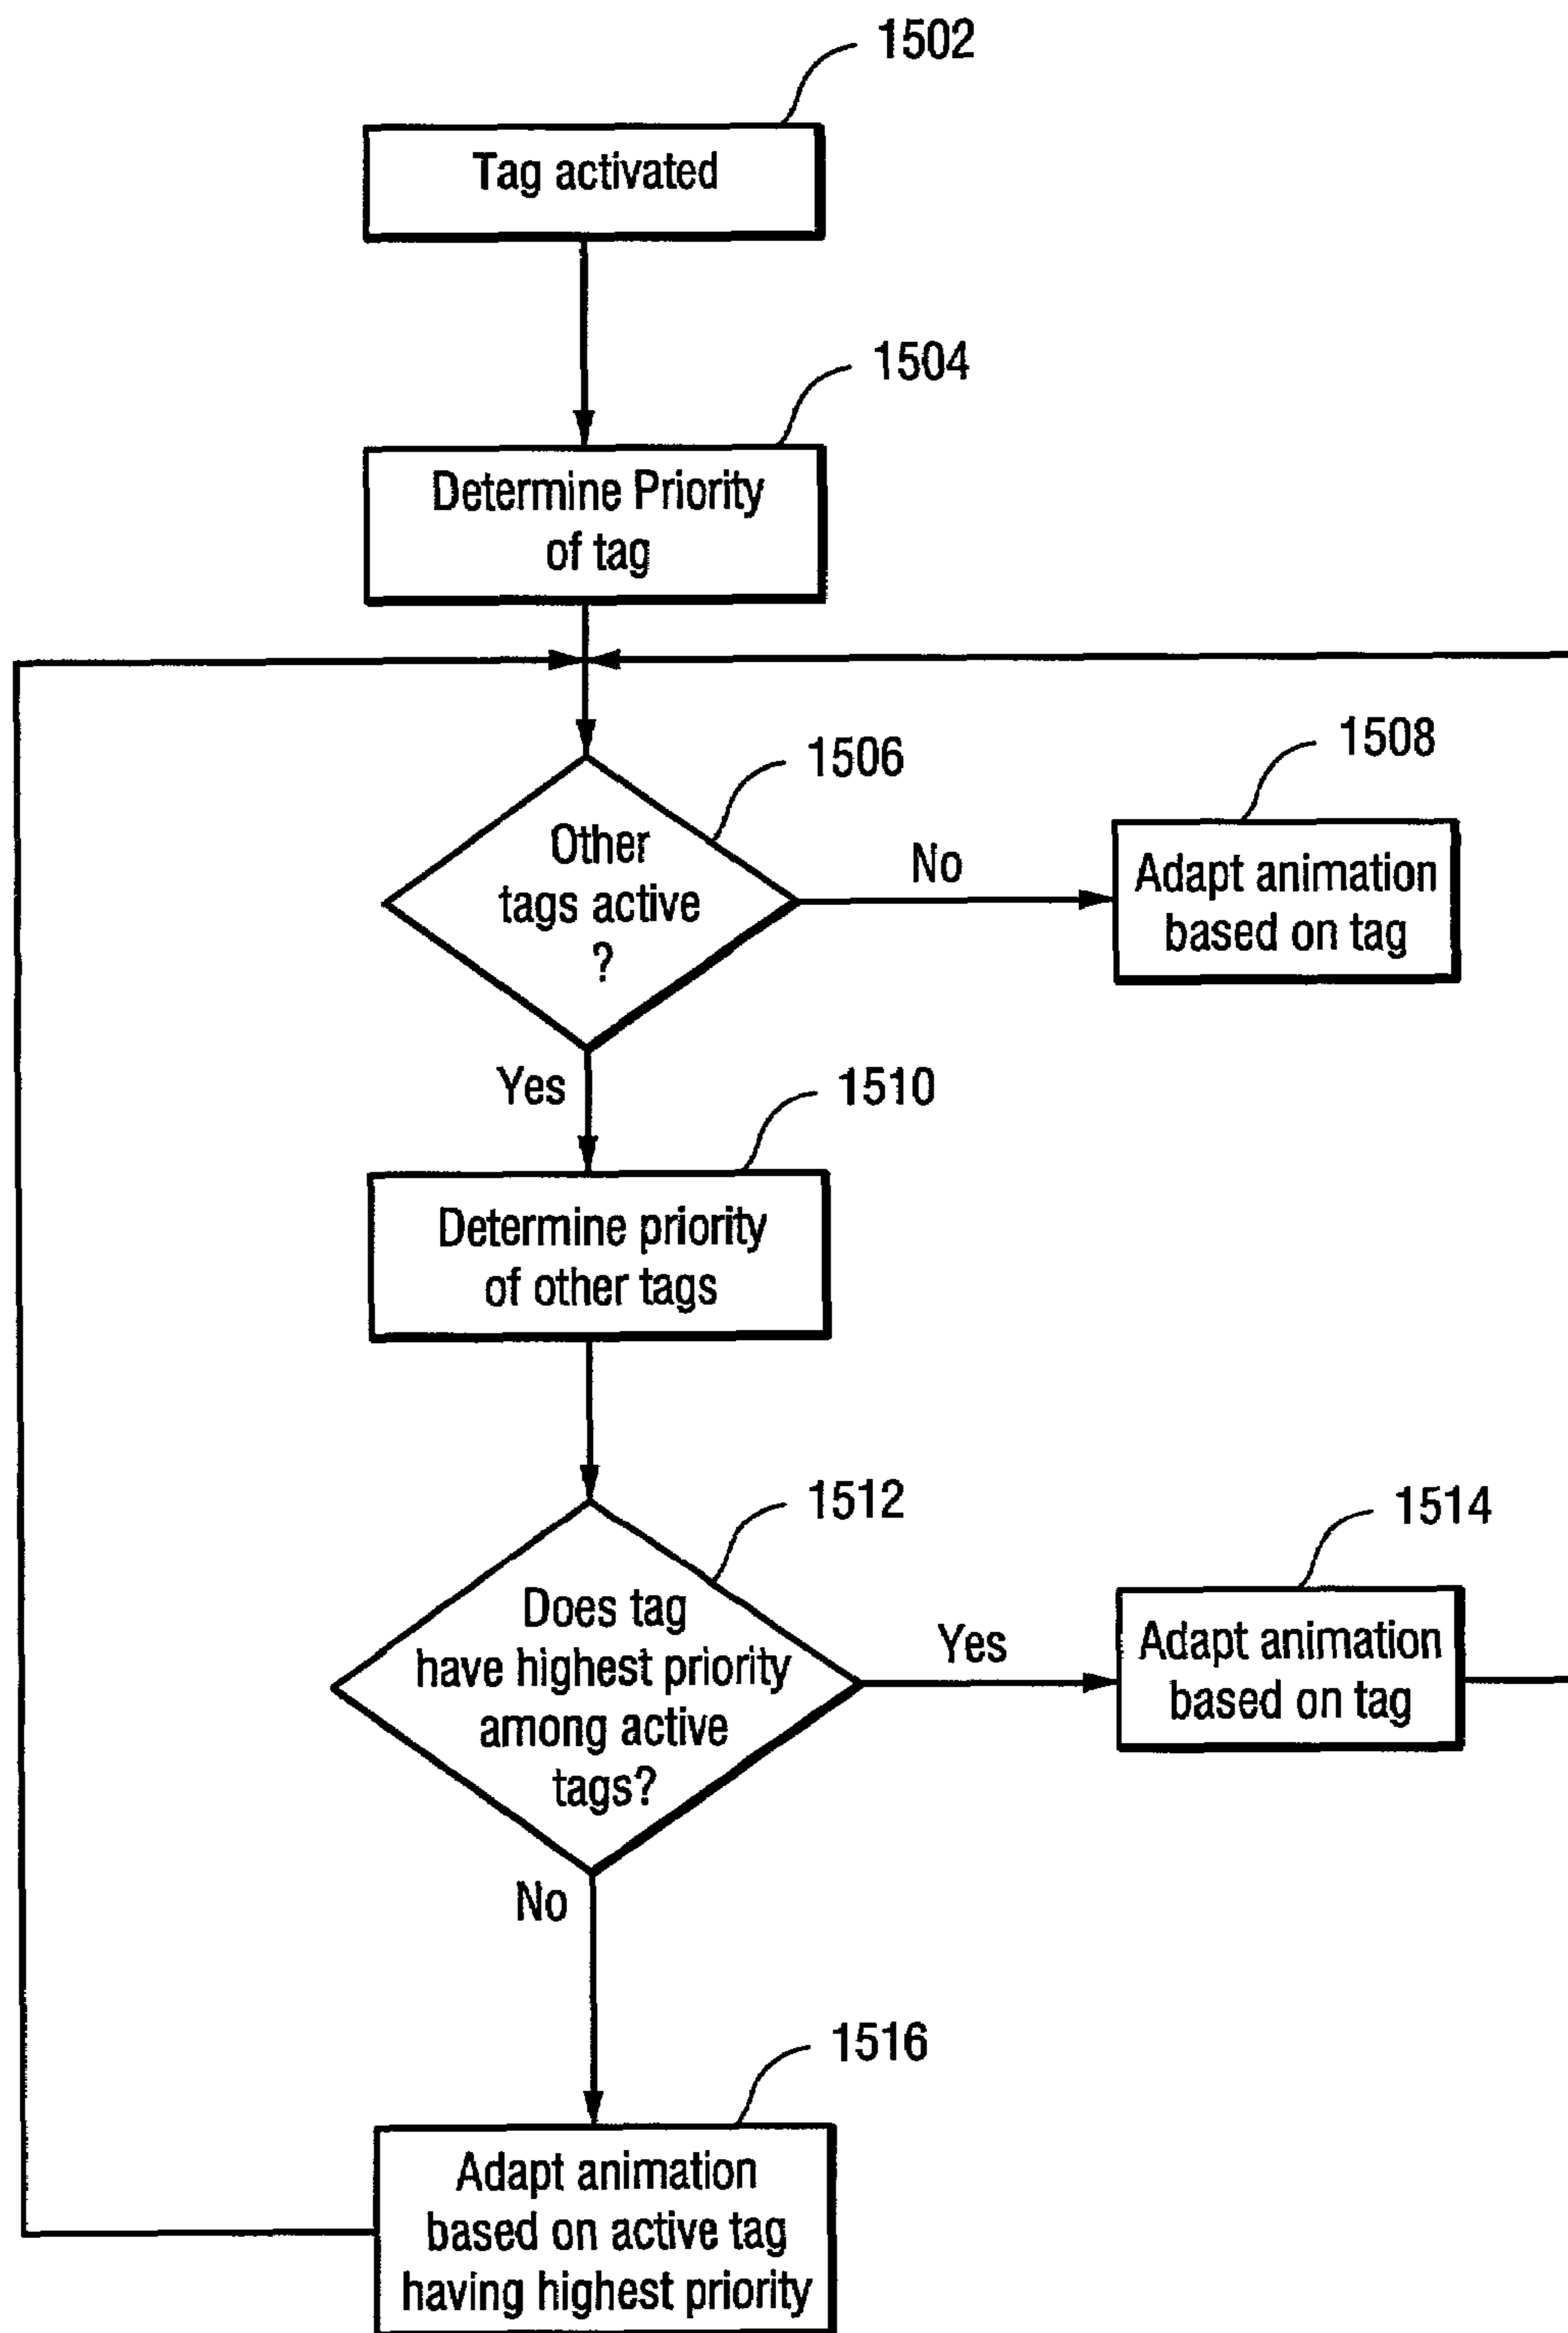 1502
Tag activated
1504
Determine Priority
of tag
1506
Other
tags active
?
No
1508
Adapt animation
based on tag
Yes
1510
Determine priority
of other tags
1512
Does tag
have highest priority
among active
tags?
Yes
1514
Adapt animation
based on tag
No
1516
Adapt animation
based on active tag
having highest priority